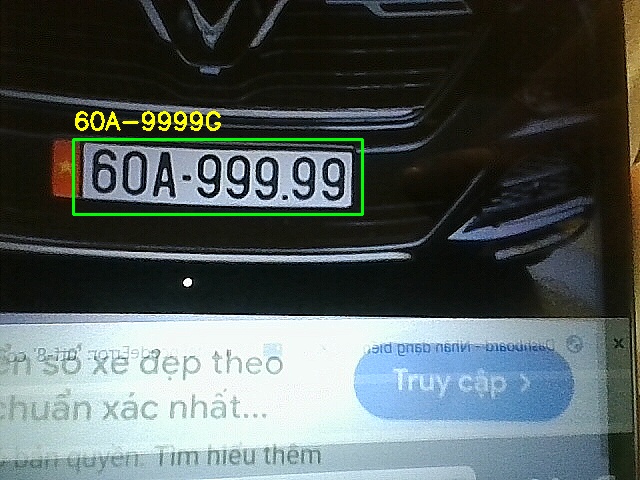 60A-9999G
60A-999.99
Dashboard - Nhận dạng biển
ển số xe đẹp theo
chuẩn xác nhất...
Truy cập >
bản quyền. Tìm hiểu thêm